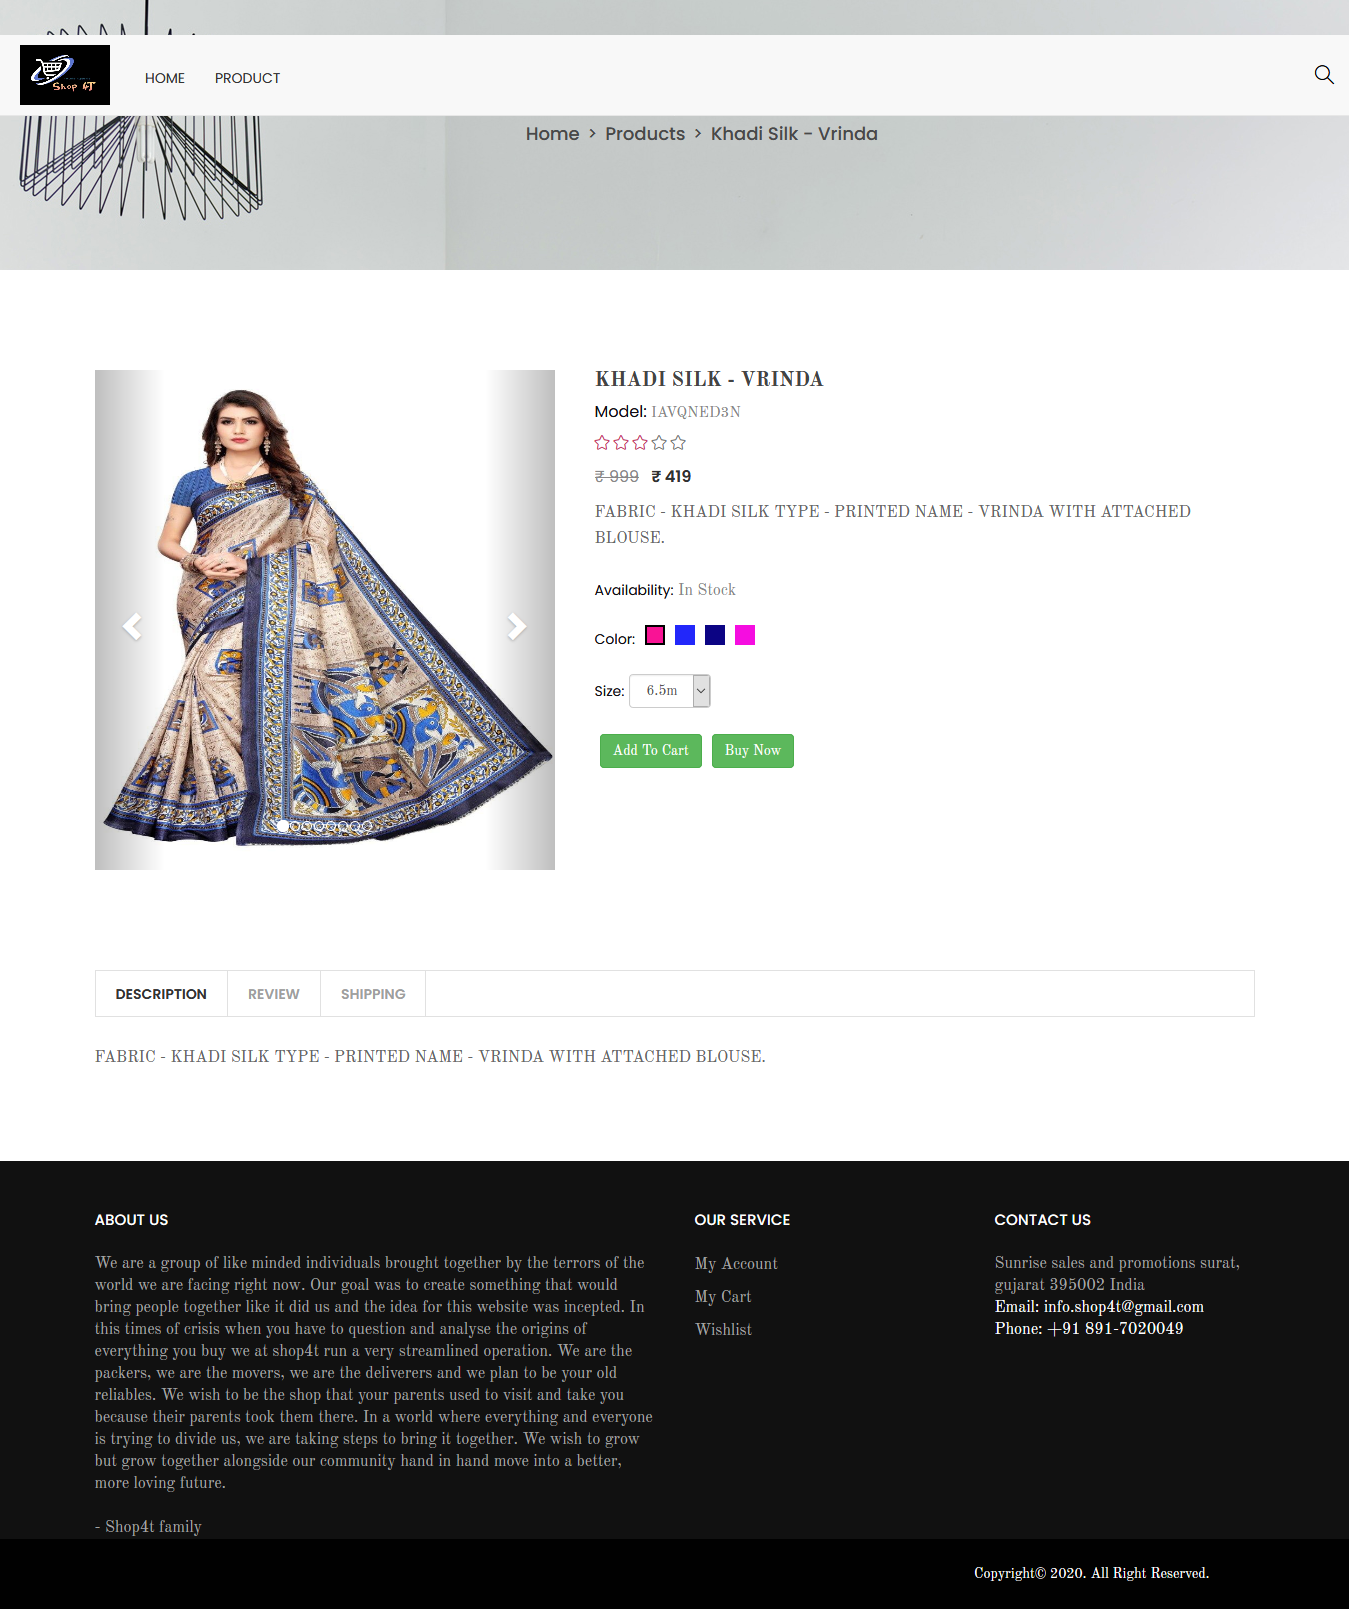 Shop 4T
HOME PRODUCT
Home > Products > Khadi Silk - Vrinda
KHADI SILK - VRINDA
Model: IAVQNED3N
₹ 999 ₹ 419
FABRIC - KHADI SILK TYPE - PRINTED NAME - VRINDA WITH ATTACHED
BLOUSE.
Availability: In Stock
Color:
Size: 6.5m
Add To Cart Buy Now
DESCRIPTION REVIEW SHIPPING
FABRIC - KHADI SILK TYPE - PRINTED NAME - VRINDA WITH ATTACHED BLOUSE.
ABOUT US
We are a group of like minded individuals brought together by the terrors of the
world we are facing right now. Our goal was to create something that would
bring people together like it did us and the idea for this website was incepted. In
this times of crisis when you have to question and analyse the origins of
everything you buy we at shop4t run a very streamlined operation. We are the
packers, we are the movers, we are the deliverers and we plan to be your old
reliables. We wish to be the shop that your parents used to visit and take you
because their parents took them there. In a world where everything and everyone
is trying to divide us, we are taking steps to bring it together. We wish to grow
but grow together alongside our community hand in hand move into a better,
more loving future.
- Shop4t family
OUR SERVICE
My Account
My Cart
Wishlist
CONTACT US
Sunrise sales and promotions surat,
gujarat 395002 India
Email: info.shop4t@gmail.com
Phone: +91 891-7020049
Copyright© 2020. All Right Reserved.